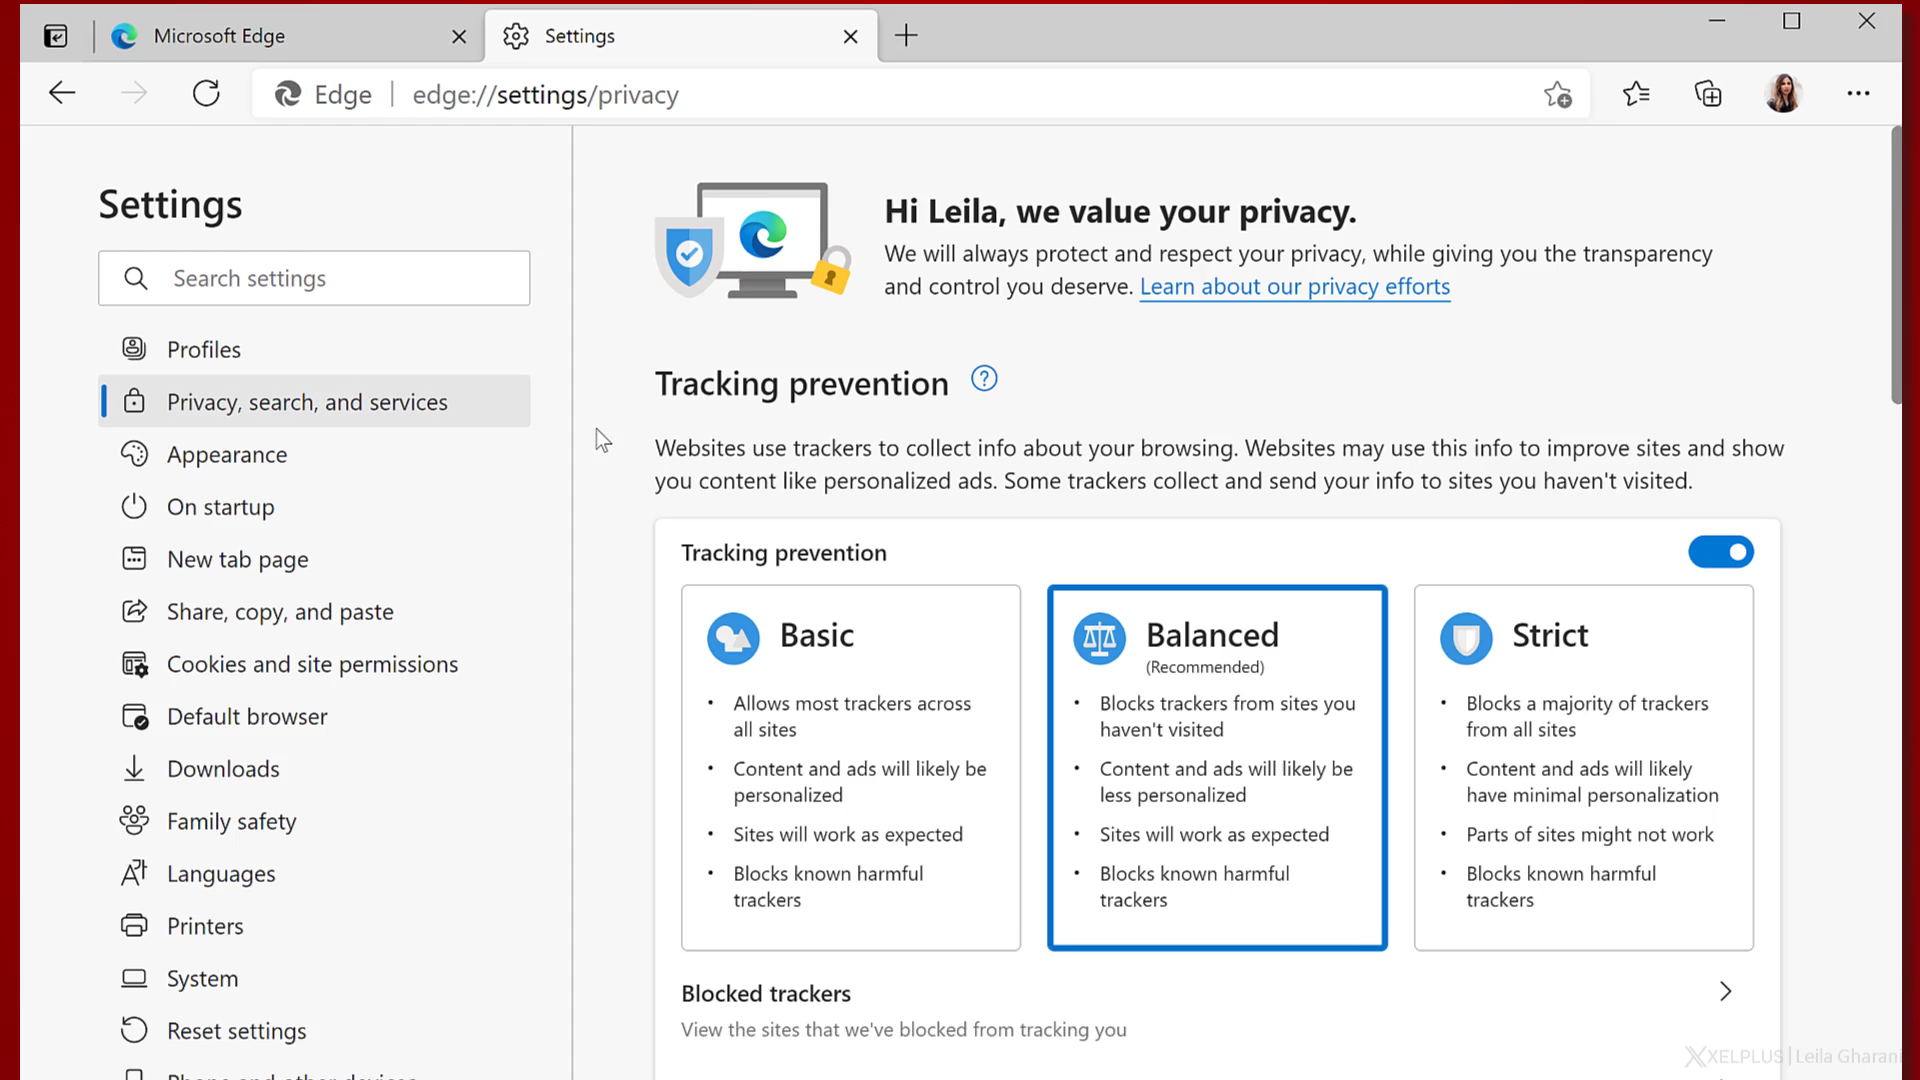 Microsoft Edge
Settings
Edge
edge://settings/privacy
Settings
Search settings
Profiles
Privacy, search, and services
Appearance
On startup
New tab page
Share, copy, and paste
Cookies and site permissions
Default browser
Downloads
Family safety
Languages
Printers
System
Reset settings
Phone and other devices
Hi Leila, we value your privacy.
We will always protect and respect your privacy, while giving you the transparency
and control you deserve. Learn about our privacy efforts
Tracking prevention
Websites use trackers to collect info about your browsing. Websites may use this info to improve sites and show
you content like personalized ads. Some trackers collect and send your info to sites you haven't visited.
Tracking prevention
Basic
• Allows most trackers across
all sites
• Content and ads will likely be
personalized
• Sites will work as expected
• Blocks known harmful
trackers
Balanced
(Recommended)
• Blocks trackers from sites you
haven't visited
• Content and ads will likely be
less personalized
• Sites will work as expected
• Blocks known harmful
trackers
Strict
• Blocks a majority of trackers
from all sites
• Content and ads will likely
have minimal personalization
• Parts of sites might not work
• Blocks known harmful
trackers
Blocked trackers
View the sites that we've blocked from tracking you
XELPLUS | Leila Gharani